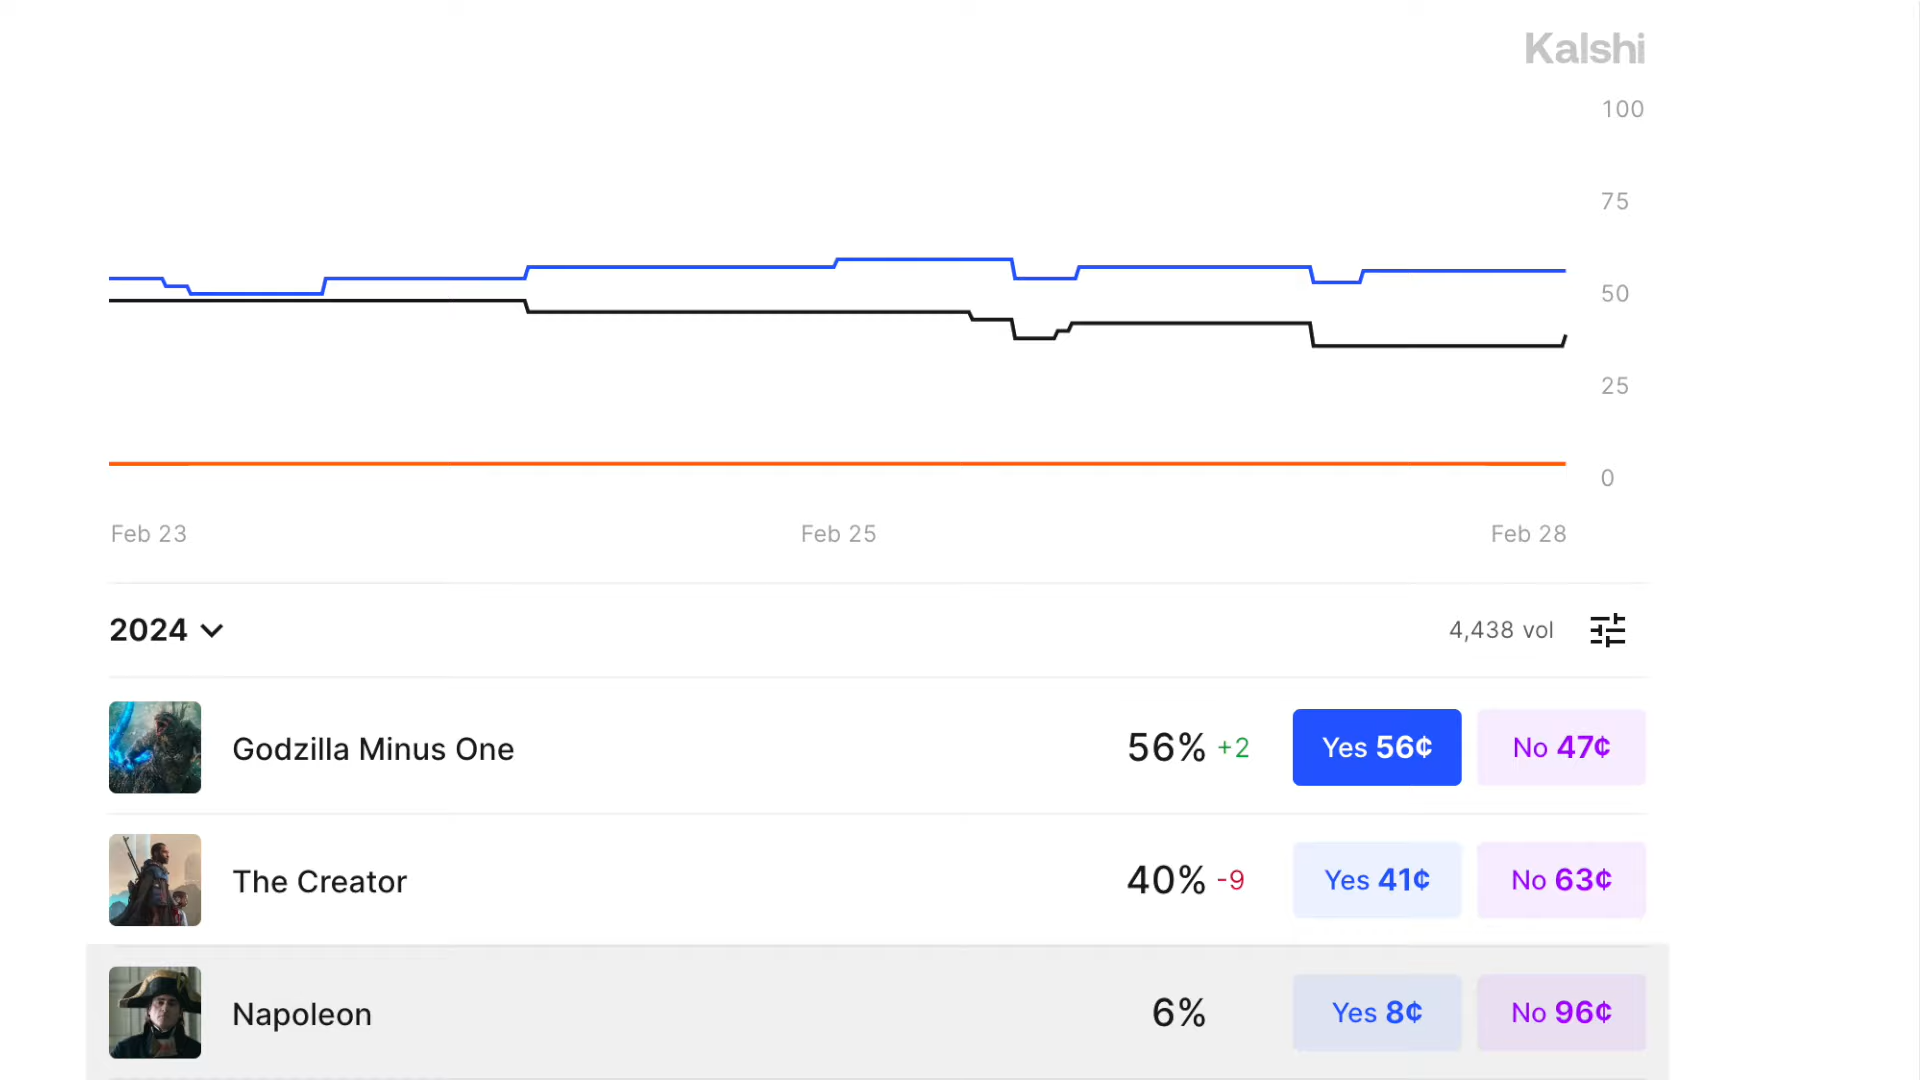 Kalshi
100
75
50
25
0
Feb 23 Feb 25 Feb 28
2024 4,438 vol
Godzilla Minus One 56% +2 Yes 56¢ No 47¢
The Creator 40% -9 Yes 41¢ No 63¢
Napoleon 6% Yes 8¢ No 96¢